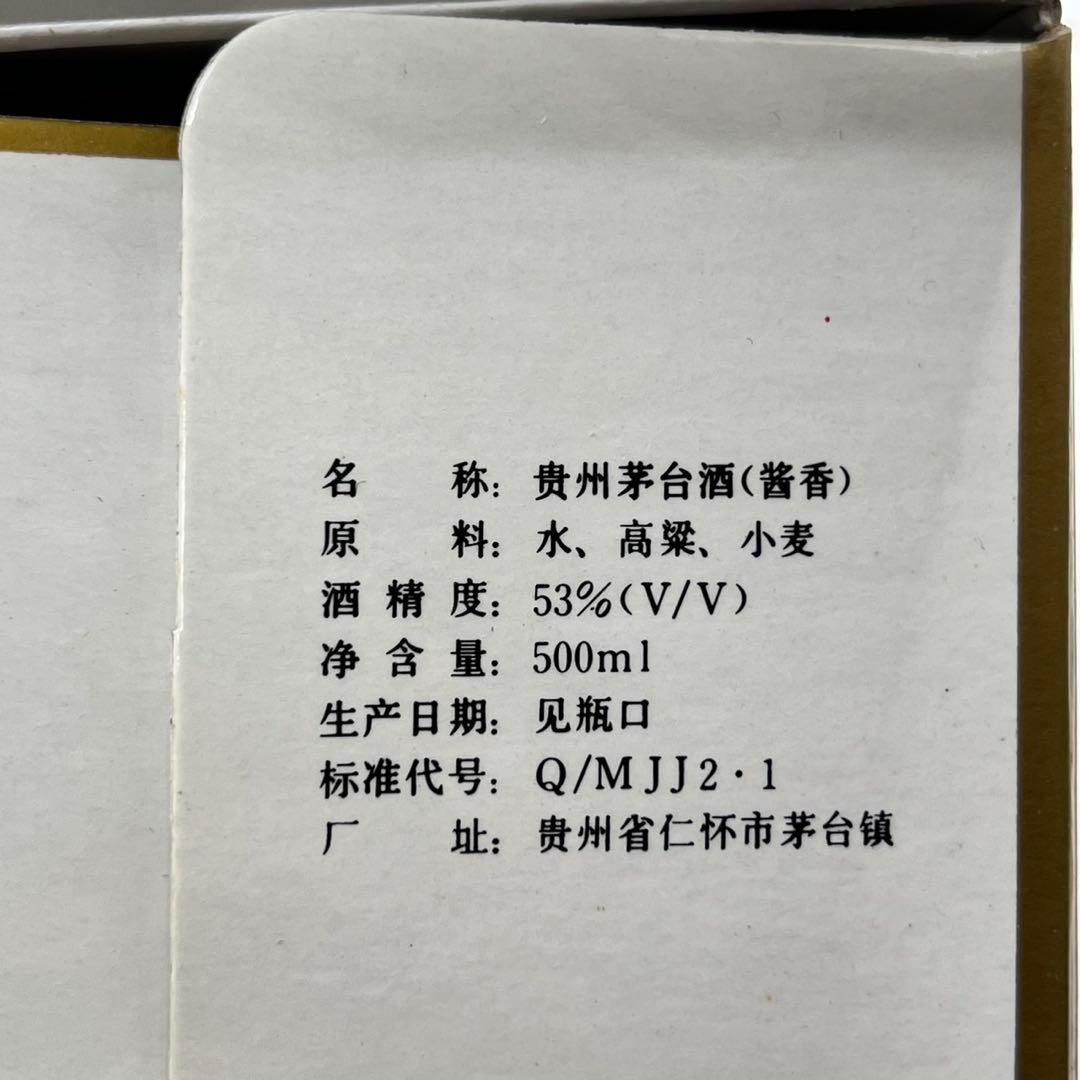 名称：贵州茅台酒(酱香)
原料：水、高粱、小麦
酒精度：53%(V/V)
净含量：500ml
生产日期：见瓶口
标准代号：Q/MJJ2·1
厂址：贵州省仁怀市茅台镇